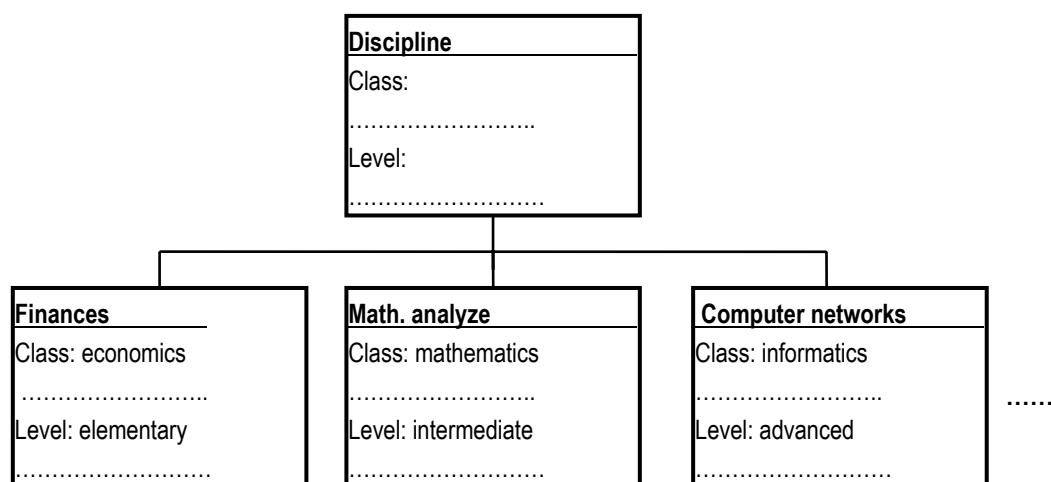 Discipline
Class:
………………………..
Level:
………………………
Finances
Class: economics
……………………..
Level: elementary
………………………
Math. analyze
Class: mathematics
……………………..
Level: intermediate
………………………
Computer networks
Class: informatics
……………………..
Level: advanced
………………………
……